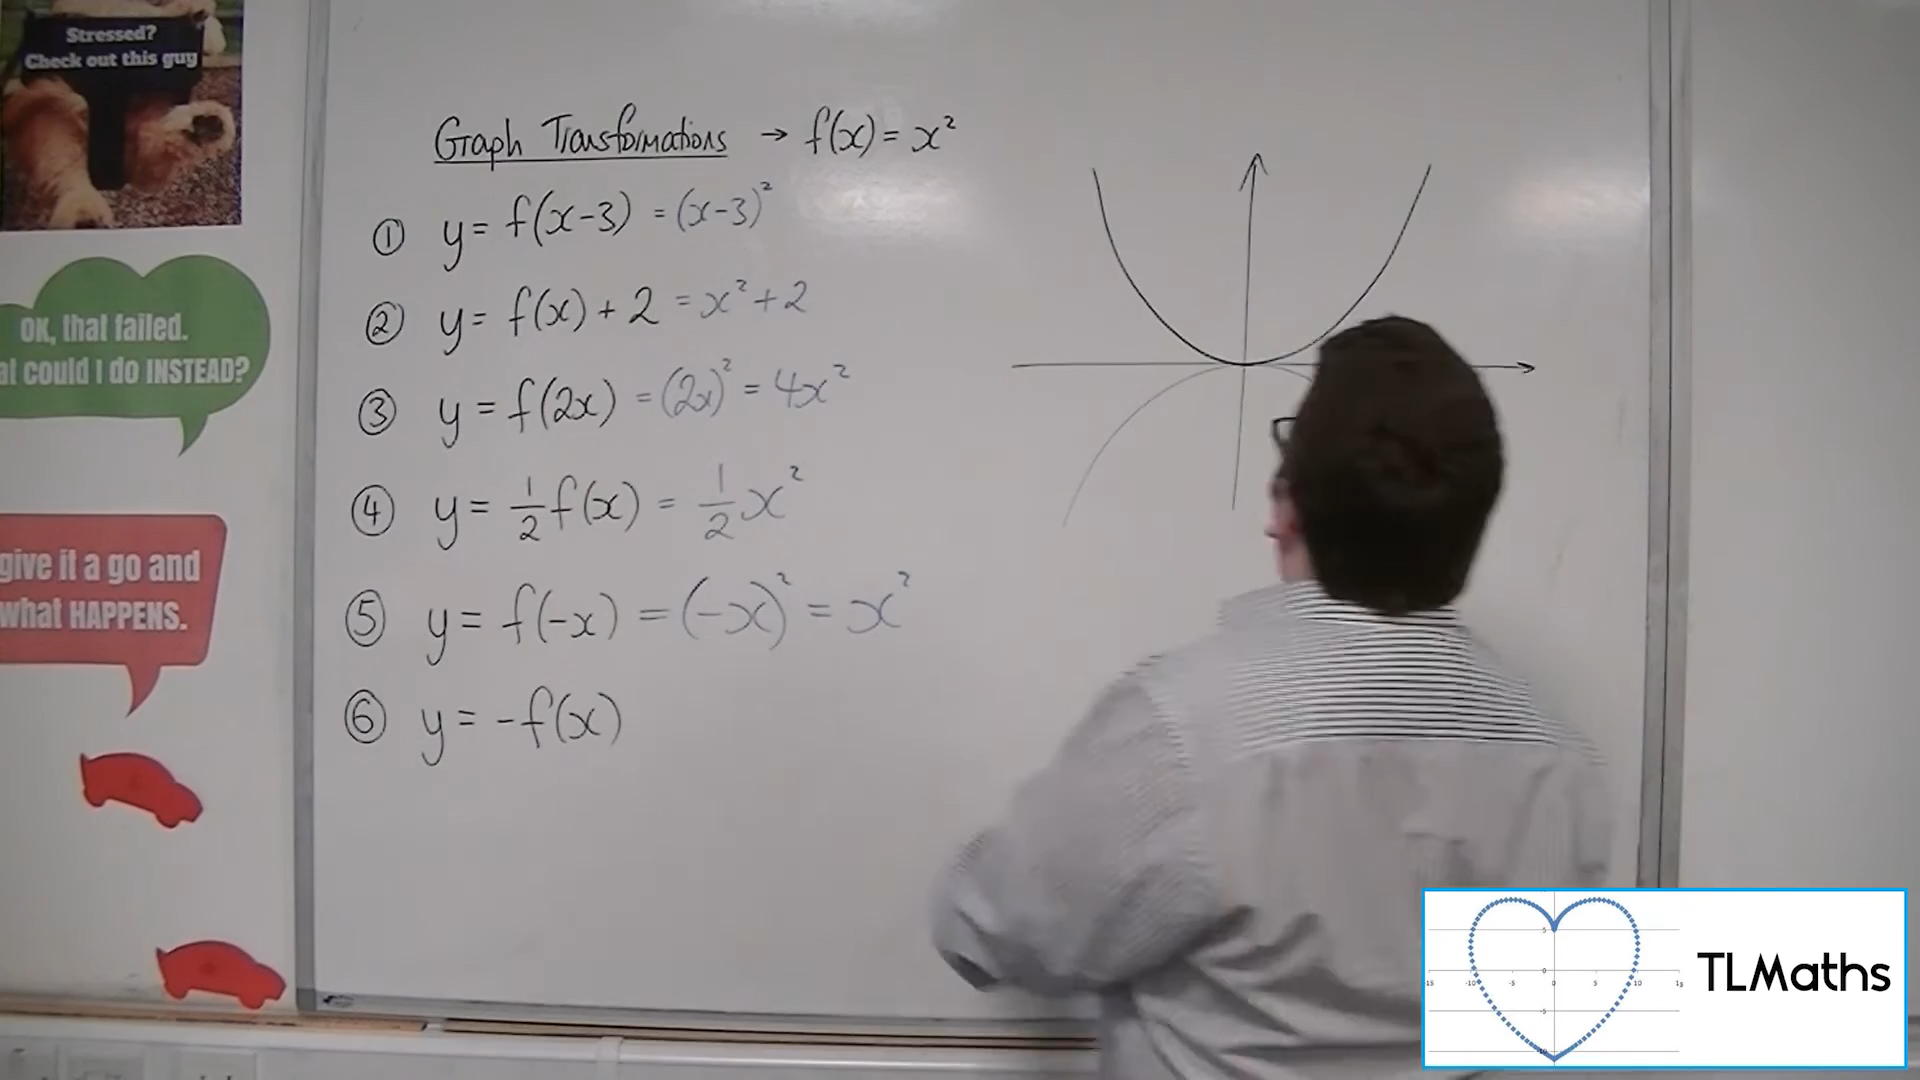 Stressed?
Check out this guy
OK, that failed.
at could I do INSTEAD?
give it a go and
what HAPPENS.
Graph Transformations → f(x) = x²
① y = f(x-3) = (x-3)²
② y = f(x) + 2 = x² + 2
③ y = f(2x) = (2x)² = 4x²
④ y = 1/2 f(x) = 1/2 x²
⑤ y = f(-x) = (-x)² = x²
⑥ y = -f(x)
TLMaths